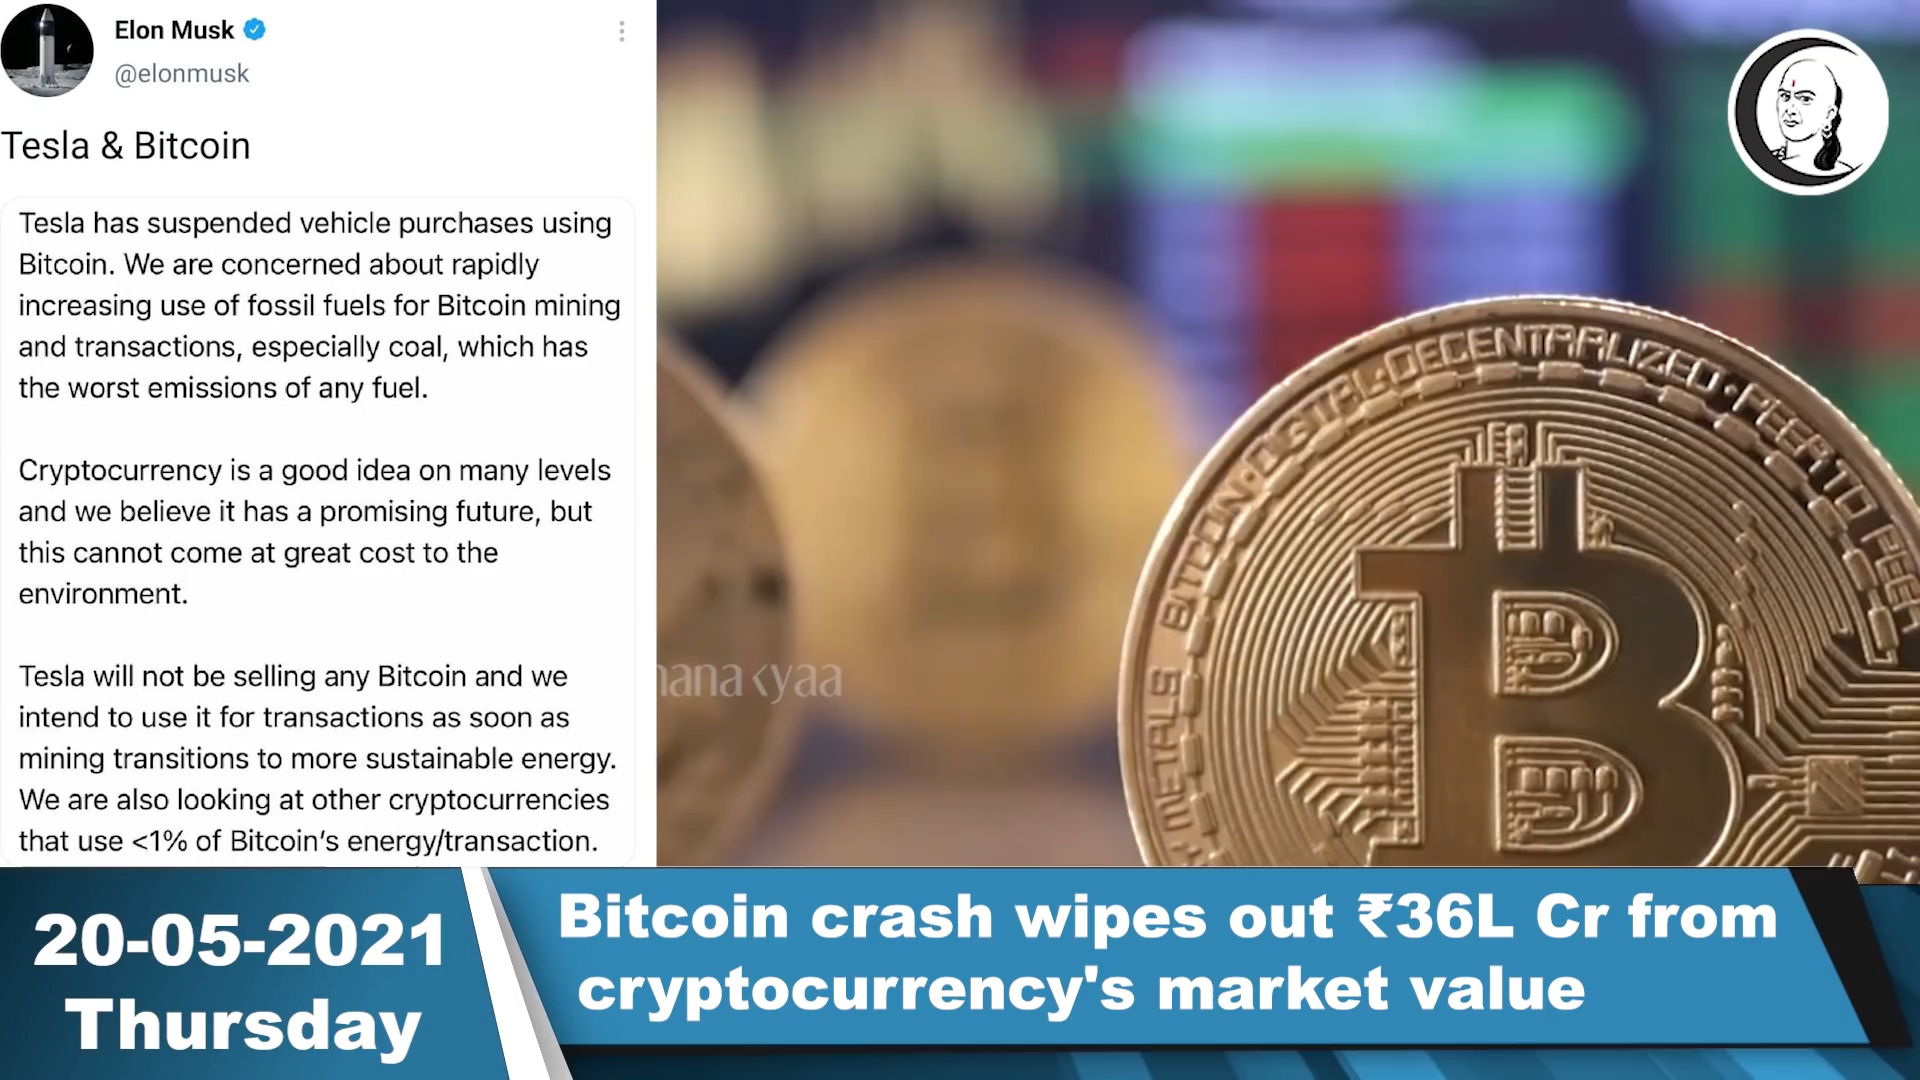 Elon Musk
@elonmusk
Tesla & Bitcoin
Tesla has suspended vehicle purchases using
Bitcoin. We are concerned about rapidly
increasing use of fossil fuels for Bitcoin mining
and transactions, especially coal, which has
the worst emissions of any fuel.
Cryptocurrency is a good idea on many levels
and we believe it has a promising future, but
this cannot come at great cost to the
environment.
Tesla will not be selling any Bitcoin and we
intend to use it for transactions as soon as
mining transitions to more sustainable energy.
We are also looking at other cryptocurrencies
that use <1% of Bitcoin’s energy/transaction.
BITCOIN·DIGITAL·DECENTRALIZED·PEER TO PEER
METALS
20-05-2021
Thursday
Bitcoin crash wipes out ₹36L Cr from
cryptocurrency's market value